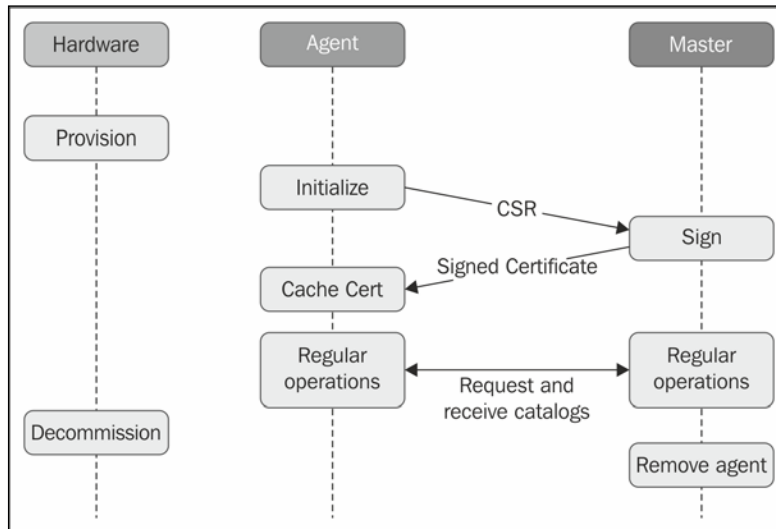 Hardware
Agent
Master
Provision
Initialize
CSR
Sign
Signed Certificate
Cache Cert
Regular
operations
Request and
receive catalogs
Regular
operations
Decommission
Remove agent